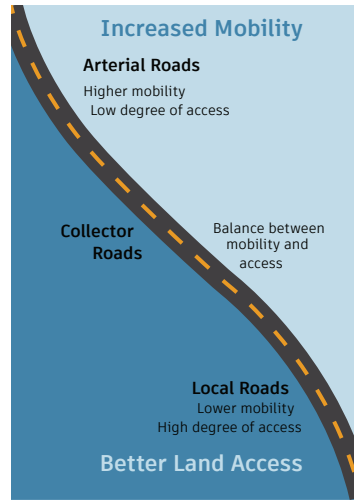 Increased Mobility
Arterial Roads
Higher mobility
Low degree of access
Collector
Roads
Balance between
mobility and
access
Local Roads
Lower mobility
High degree of access
Better Land Access